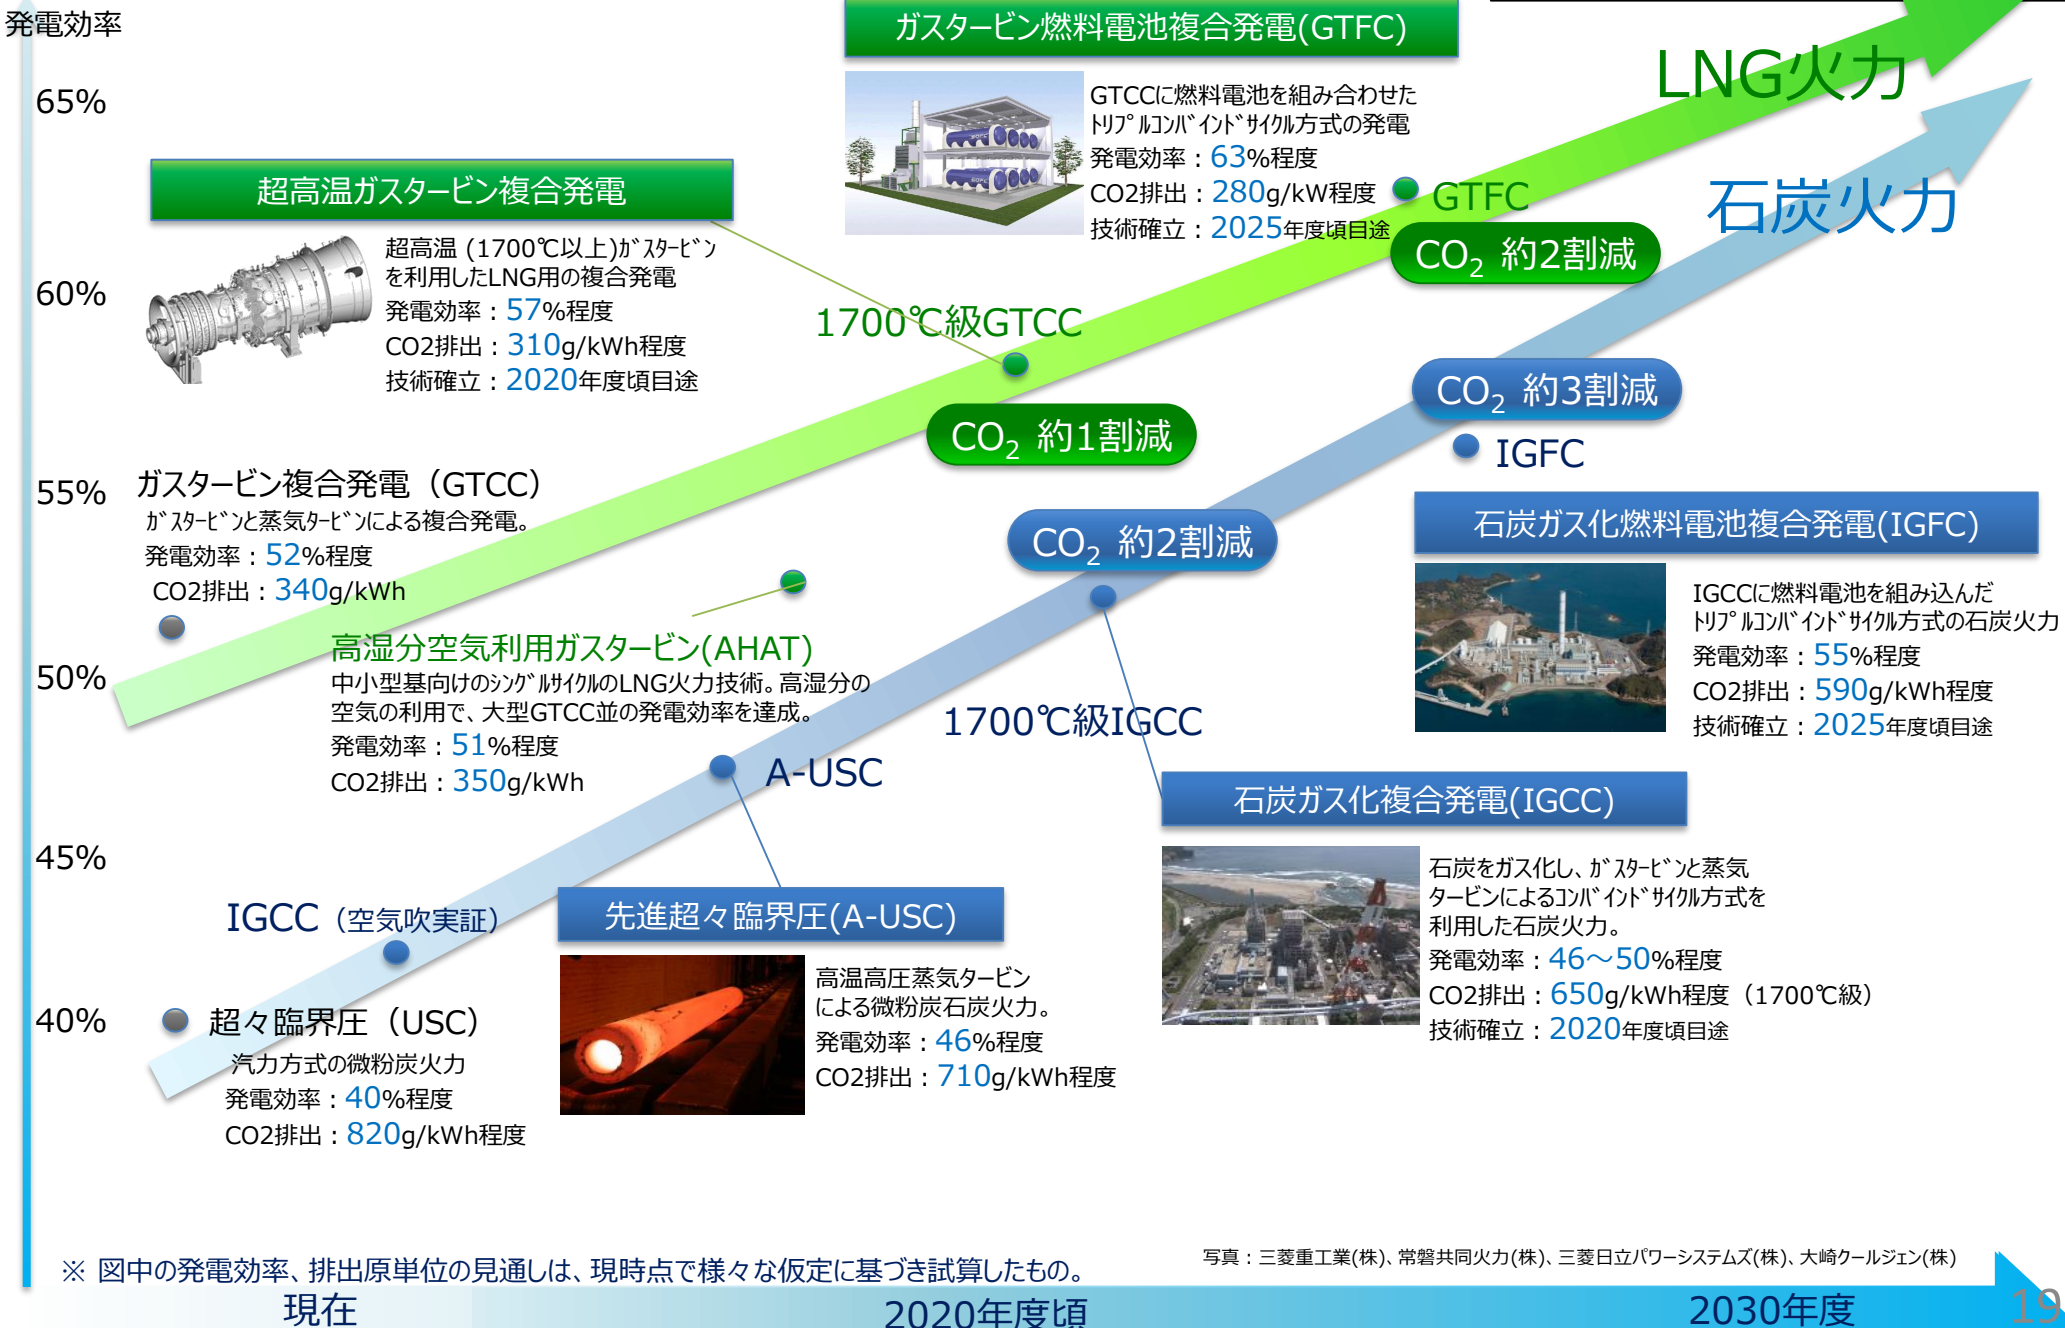 発電効率
65%
60%
55%
50%
45%
40%
ガスタービン燃料電池複合発電(GTFC)
GTCCに燃料電池を組み合わせた
ﾄﾘﾌﾟﾙｺﾝﾊﾞｲﾝﾄﾞｻｲｸﾙ方式の発電
発電効率：63%程度
CO2排出：280g/kW程度
技術確立：2025年度頃目途
LNG火力
石炭火力
GTFC
CO2 約2割減
超高温ガスタービン複合発電
超高温 (1700℃以上)ｶﾞｽﾀｰﾋﾞﾝ
を利用したLNG用の複合発電
発電効率：57%程度
CO2排出：310g/kWh程度
技術確立：2020年度頃目途
1700℃級GTCC
CO2 約1割減
CO2 約3割減
IGFC
ガスタービン複合発電（GTCC）
ｶﾞｽﾀｰﾋﾞﾝと蒸気ﾀｰﾋﾞﾝによる複合発電。
発電効率：52%程度
CO2排出：340g/kWh
CO2 約2割減
石炭ガス化燃料電池複合発電(IGFC)
IGCCに燃料電池を組み込んだ
ﾄﾘﾌﾟﾙｺﾝﾊﾞｲﾝﾄﾞｻｲｸﾙ方式の石炭火力
発電効率：55%程度
CO2排出：590g/kWh程度
技術確立：2025年度頃目途
高湿分空気利用ガスタービン(AHAT)
中小型基向けのｼﾝｸﾞﾙｻｲｸﾙのLNG火力技術。高湿分の
空気の利用で、大型GTCC並の発電効率を達成。
発電効率：51%程度
CO2排出：350g/kWh
1700℃級IGCC
A-USC
石炭ガス化複合発電(IGCC)
石炭をガス化し、ｶﾞｽﾀｰﾋﾞﾝと蒸気
タービンによるｺﾝﾊﾞｲﾝﾄﾞｻｲｸﾙ方式を
利用した石炭火力。
発電効率：46～50%程度
CO2排出：650g/kWh程度（1700℃級）
技術確立：2020年度頃目途
IGCC（空気吹実証）
先進超々臨界圧(A-USC)
高温高圧蒸気タービン
による微粉炭石炭火力。
発電効率：46%程度
CO2排出：710g/kWh程度
超々臨界圧（USC）
汽力方式の微粉炭火力
発電効率：40%程度
CO2排出：820g/kWh程度
写真：三菱重工業(株)、常磐共同火力(株)、三菱日立パワーシステムズ(株)、大崎クールジェン(株)
※ 図中の発電効率、排出原単位の見通しは、現時点で様々な仮定に基づき試算したもの。
現在
2020年度頃
2030年度
19